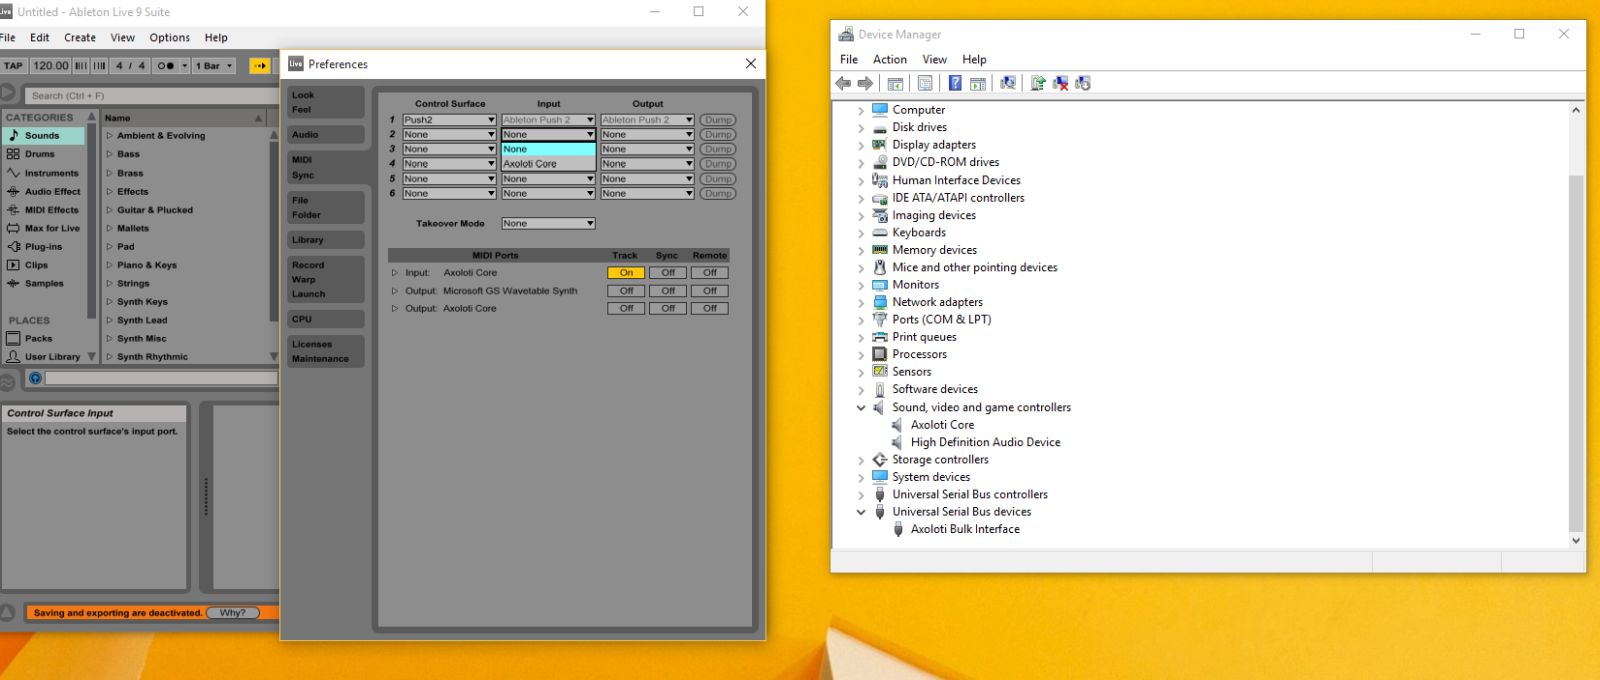 Live Untitled - Ableton Live 9 Suite
File Edit Create View Options Help
TAP 120.00 4 / 4 1 Bar
Search (Ctrl + F)
CATEGORIES
Sounds
Drums
Instruments
Audio Effect
MIDI Effects
Max for Live
Plug-ins
Clips
Samples
PLACES
Packs
User Library
Name
Ambient & Evolving
Bass
Brass
Effects
Guitar & Plucked
Mallets
Pad
Piano & Keys
Strings
Synth Keys
Synth Lead
Synth Misc
Synth Rhythmic
Control Surface Input
Select the control surface's input port.
Saving and exporting are deactivated. Why?
Live Preferences
Look
Feel
Audio
MIDI
Sync
File
Folder
Library
Record
Warp
Launch
CPU
Licenses
Maintenance
Control Surface Input Output
1 Push2 Ableton Push 2 Ableton Push 2 Dump
2 None None None Dump
3 None None None Dump
4 None Axoloti Core None Dump
5 None None None Dump
6 None None None Dump
Takeover Mode None
MIDI Ports Track Sync Remote
Input: Axoloti Core On Off Off
Output: Microsoft GS Wavetable Synth Off Off Off
Output: Axoloti Core Off Off Off
Device Manager
File Action View Help
Computer
Disk drives
Display adapters
DVD/CD-ROM drives
Human Interface Devices
IDE ATA/ATAPI controllers
Imaging devices
Keyboards
Memory devices
Mice and other pointing devices
Monitors
Network adapters
Ports (COM & LPT)
Print queues
Processors
Sensors
Software devices
Sound, video and game controllers
Axoloti Core
High Definition Audio Device
Storage controllers
System devices
Universal Serial Bus controllers
Universal Serial Bus devices
Axoloti Bulk Interface